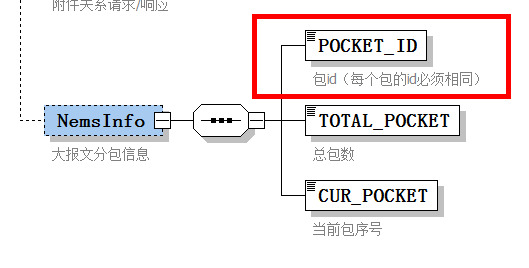 附件关系请求/响应
POCKET_ID
包id（每个包的id必须相同）
NemsInfo
TOTAL_POCKET
大报文分包信息
总包数
CUR_POCKET
当前包序号